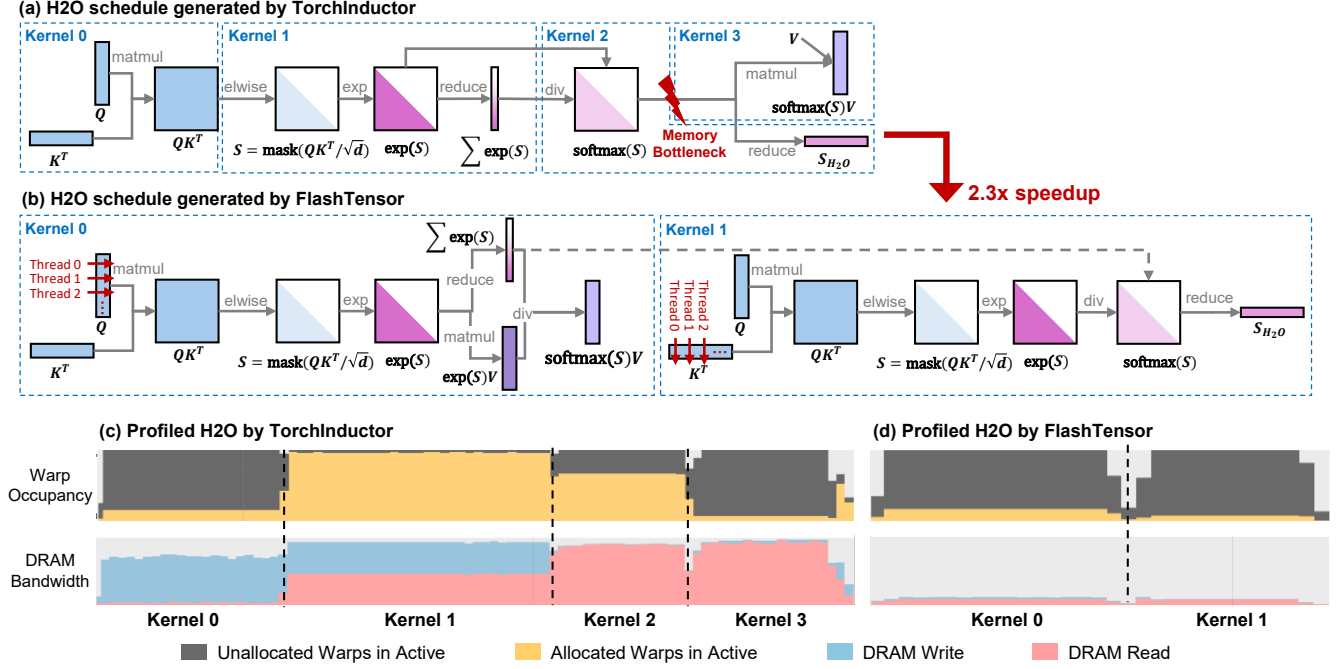 (a) H2O schedule generated by TorchInductor
Kernel 0
Kernel 1
Kernel 2
Kernel 3
matmul
Q
K^T
QK^T
elwise
S = mask(QK^T/√d)
exp
exp(S)
reduce
∑ exp(S)
div
softmax(S)
Memory
Bottleneck
V
matmul
softmax(S)V
reduce
S_{H_2O}
2.3x speedup
(b) H2O schedule generated by FlashTensor
Kernel 0
Thread 0
Thread 1
Thread 2
⋮
matmul
Q
K^T
QK^T
elwise
S = mask(QK^T/√d)
exp
exp(S)
reduce
∑ exp(S)
matmul
exp(S)V
div
softmax(S)V
Kernel 1
matmul
Q
Thread 0
Thread 1
Thread 2
...
K^T
QK^T
elwise
S = mask(QK^T/√d)
exp
exp(S)
div
softmax(S)
reduce
S_{H_2O}
(c) Profiled H2O by TorchInductor
(d) Profiled H2O by FlashTensor
Warp
Occupancy
DRAM
Bandwidth
Kernel 0
Kernel 1
Kernel 2
Kernel 3
Kernel 0
Kernel 1
Unallocated Warps in Active
Allocated Warps in Active
DRAM Write
DRAM Read